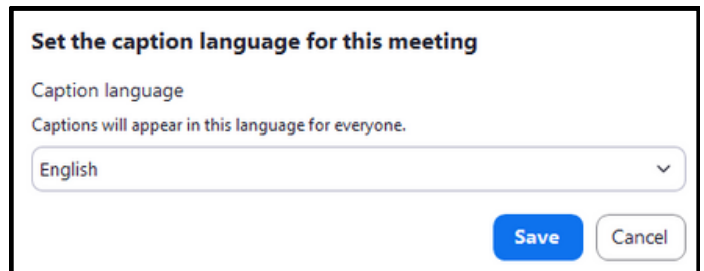 Set the caption language for this meeting
Caption language
Captions will appear in this language for everyone.
English
Save Cancel